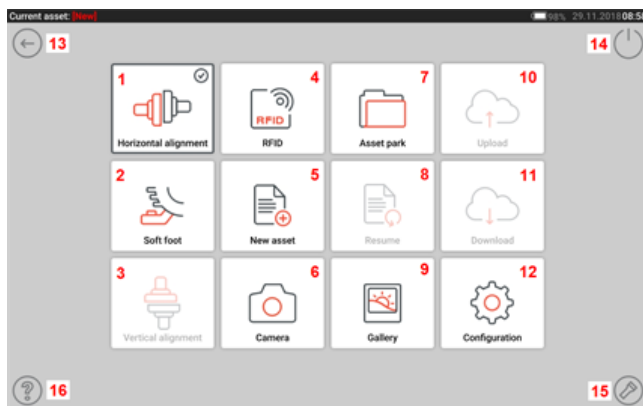 Current asset: [New]
98% 29.11.2018 08:58
13
14
1
4
7
10
RFID
Horizontal alignment
RFID
Asset park
Upload
2
5
8
11
Soft foot
New asset
Resume
Download
3
6
9
12
Vertical alignment
Camera
Gallery
Configuration
?
16
15